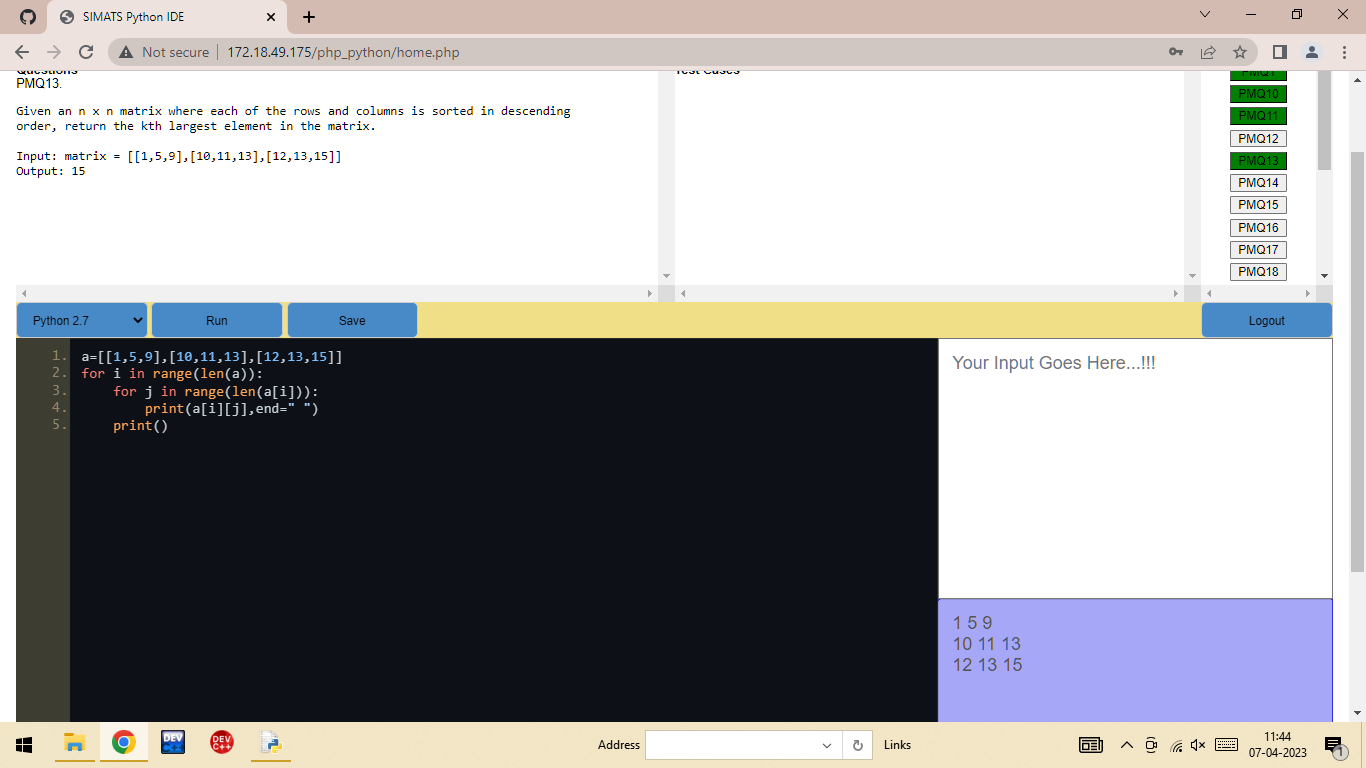 SIMATS Python IDE
Not secure | 172.18.49.175/php_python/home.php
Questions
PMQ13.
Given an n x n matrix where each of the rows and columns is sorted in descending
order, return the kth largest element in the matrix.
Input: matrix = [[1,5,9],[10,11,13],[12,13,15]]
Output: 15
Test Cases
PMQ1
PMQ10
PMQ11
PMQ12
PMQ13
PMQ14
PMQ15
PMQ16
PMQ17
PMQ18
Python 2.7
Run
Save
Logout
1. a=[[1,5,9],[10,11,13],[12,13,15]]
2. for i in range(len(a)):
3.     for j in range(len(a[i])):
4.         print(a[i][j],end=" ")
5.     print()
Your Input Goes Here...!!!
1 5 9
10 11 13
12 13 15
DEV C++
DEV C++
Address
Links
11:44
07-04-2023
1